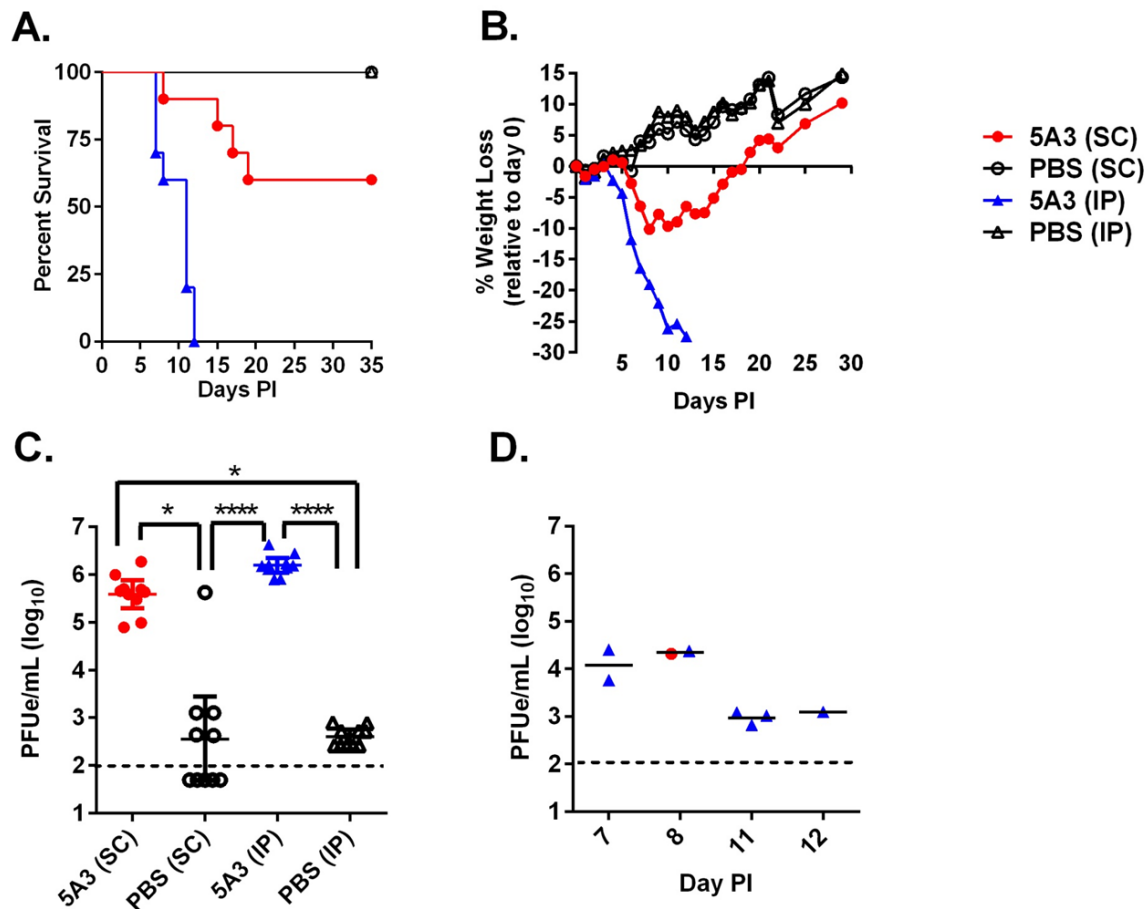 A.
100
75
50
25
0
Percent Survival
0 5 10 15 20 25 30 35
Days PI
B.
15
10
5
0
-5
-10
-15
-20
-25
-30
% Weight Loss
(relative to day 0)
5 10 15 20 25 30
Days PI
5A3 (SC)
PBS (SC)
5A3 (IP)
PBS (IP)
C.
*
* **** ****
7
6
5
4
3
2
1
PFUe/mL (log10)
5A3 (SC) PBS (SC) 5A3 (IP) PBS (IP)
D.
7
6
5
4
3
2
1
PFUe/mL (log10)
7 8 11 12
Day PI